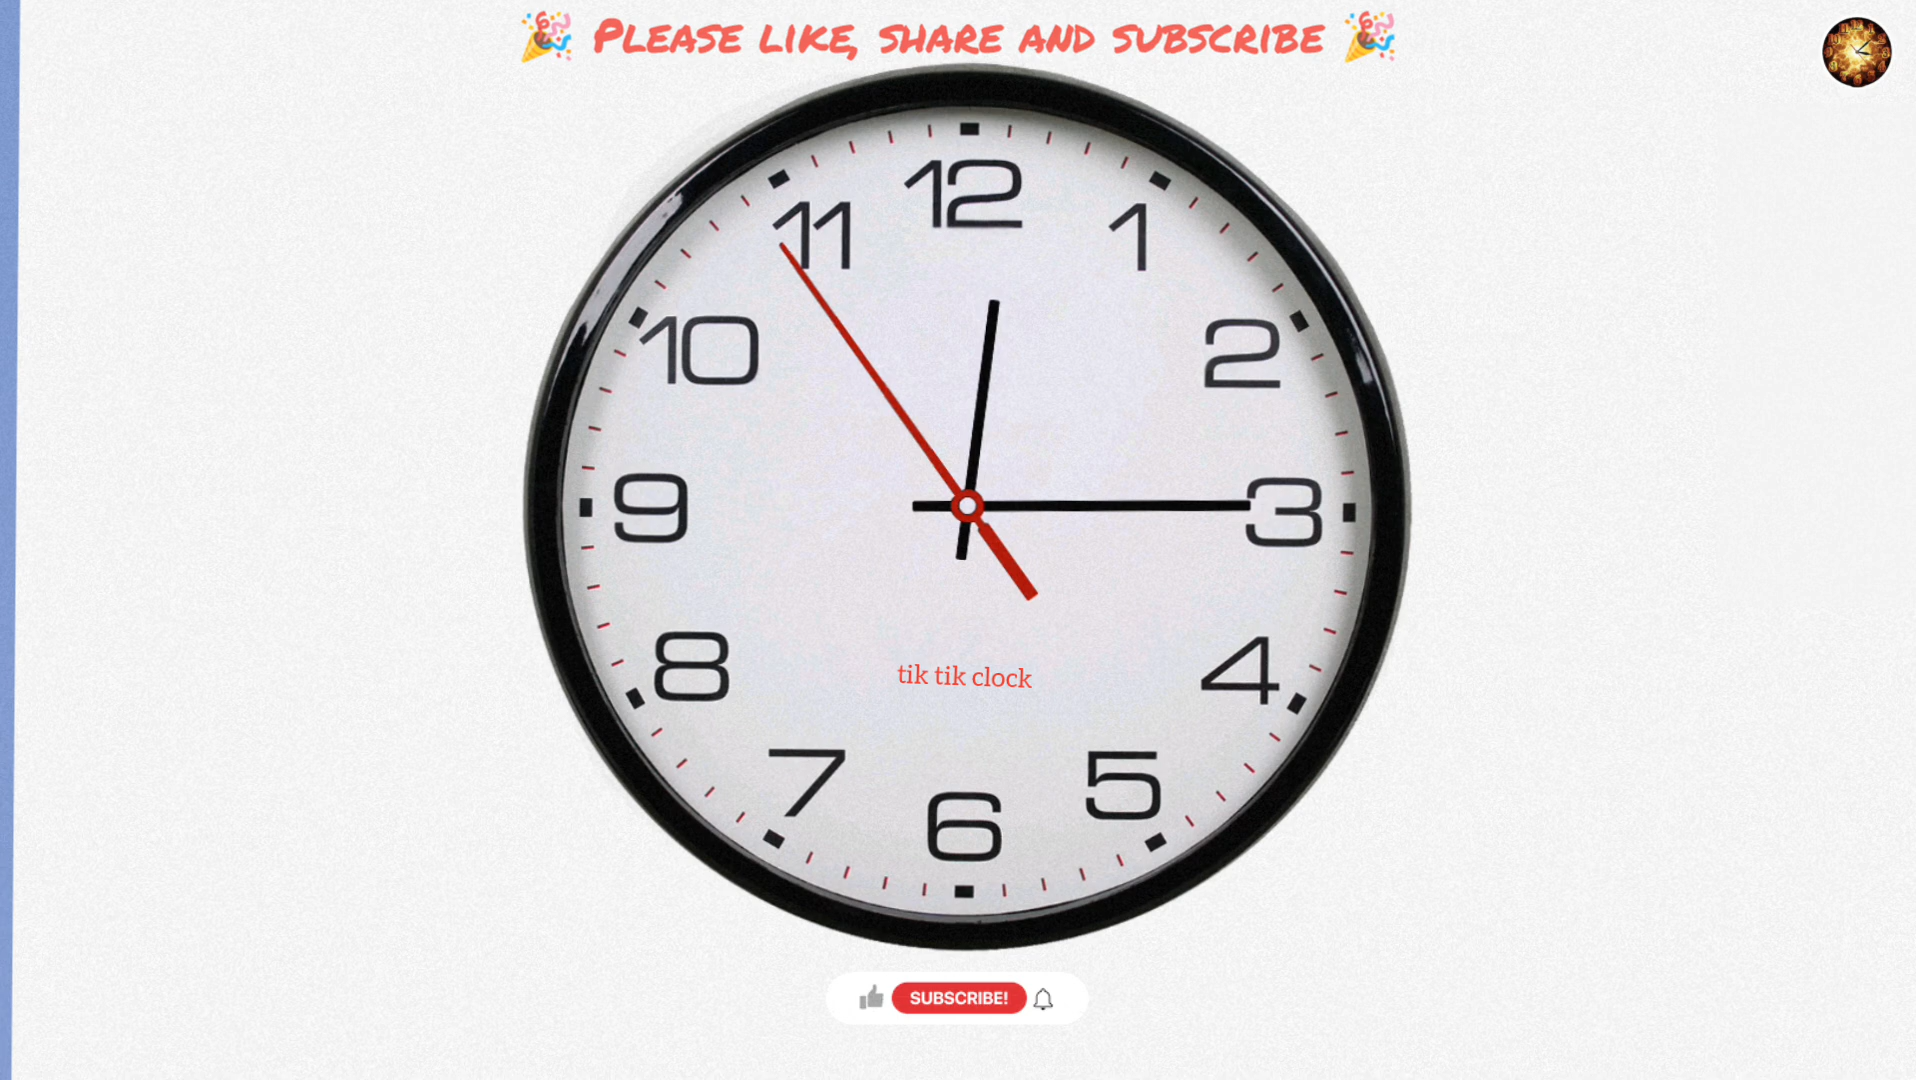 🎉 PLEASE LIKE, SHARE AND SUBSCRIBE 🎉
12
11 1
10 2
9 3
8 4
7 5
6
tik tik clock
SUBSCRIBE!